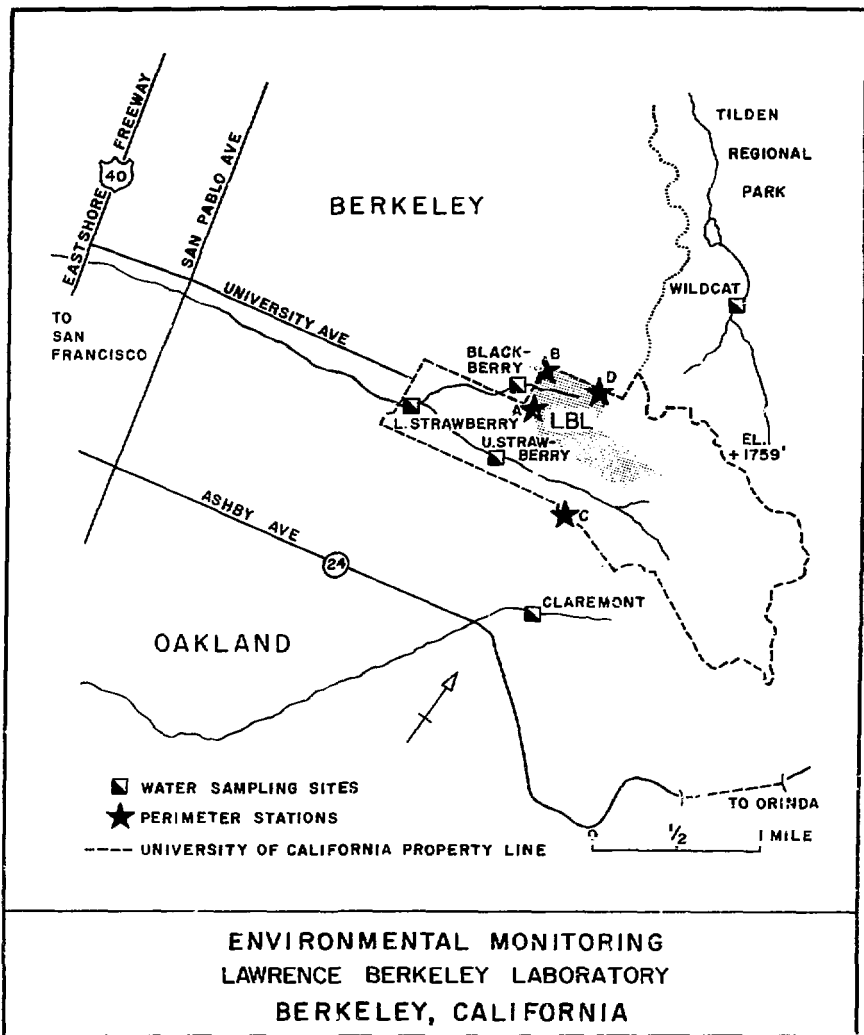 EASTSHORE FREEWAY
40
SAN PABLO AVE
TILDEN
REGIONAL
PARK
BERKELEY
WILDCAT
UNIVERSITY AVE
TO
SAN
FRANCISCO
BLACK-
BERRY
B
D
A
LBL
L. STRAWBERRY
U. STRAW-
BERRY
EL.
+1759'
C
ASHBY AVE
24
CLAREMONT
OAKLAND
WATER SAMPLING SITES
PERIMETER STATIONS
UNIVERSITY OF CALIFORNIA PROPERTY LINE
TO ORINDA
0 1/2 1 MILE
ENVIRONMENTAL MONITORING
LAWRENCE BERKELEY LABORATORY
BERKELEY, CALIFORNIA